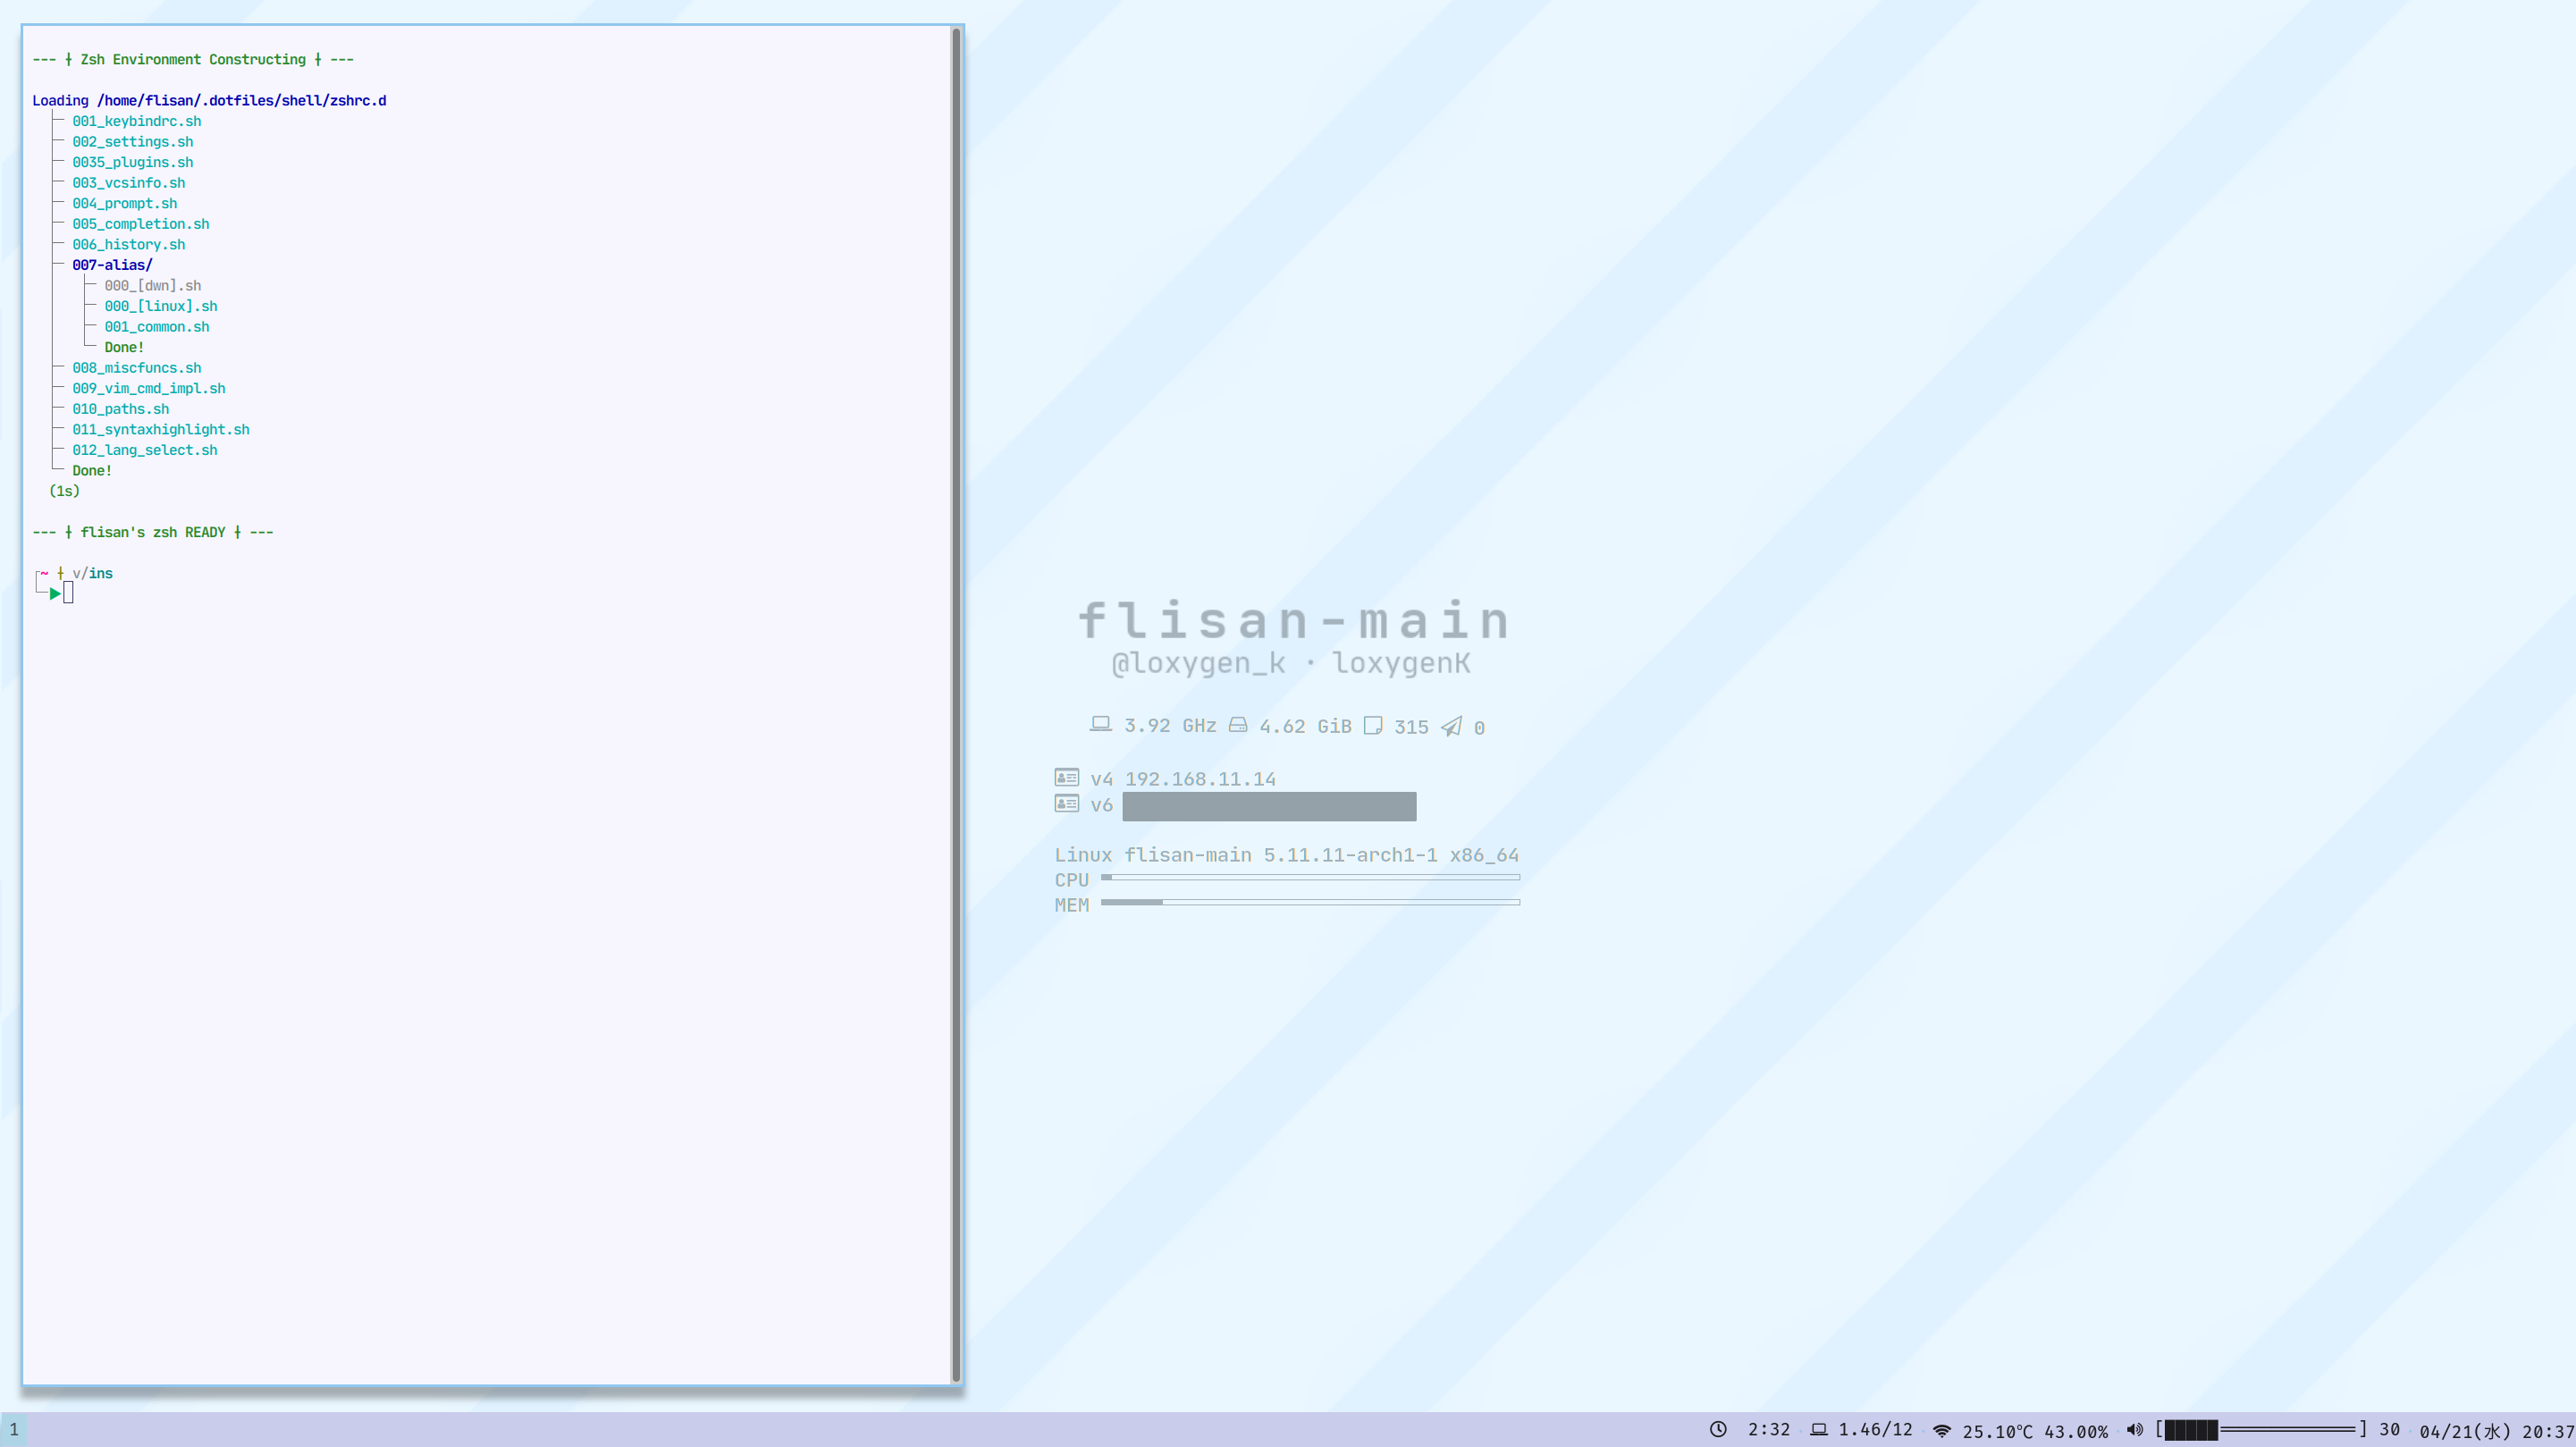 --- ╂ Zsh Environment Constructing ╂ ---
Loading /home/flisan/.dotfiles/shell/zshrc.d
001_keybindrc.sh
002_settings.sh
0035_plugins.sh
003_vcsinfo.sh
004_prompt.sh
005_completion.sh
006_history.sh
007-alias/
000_[dwn].sh
000_[linux].sh
001_common.sh
Done!
008_miscfuncs.sh
009_vim_cmd_impl.sh
010_paths.sh
011_syntaxhighlight.sh
012_lang_select.sh
Done!
(1s)
--- ╂ flisan's zsh READY ╂ ---
~ ╂ v/ins
flisan-main
@loxygen_k · loxygenK
3.92 GHz 4.62 GiB 315 0
v4 192.168.11.14
v6
Linux flisan-main 5.11.11-arch1-1 x86_64
CPU
MEM
1 2:32 · 1.46/12 · 25.10℃ 43.00% · [█████══════════] 30 · 04/21(水) 20:37